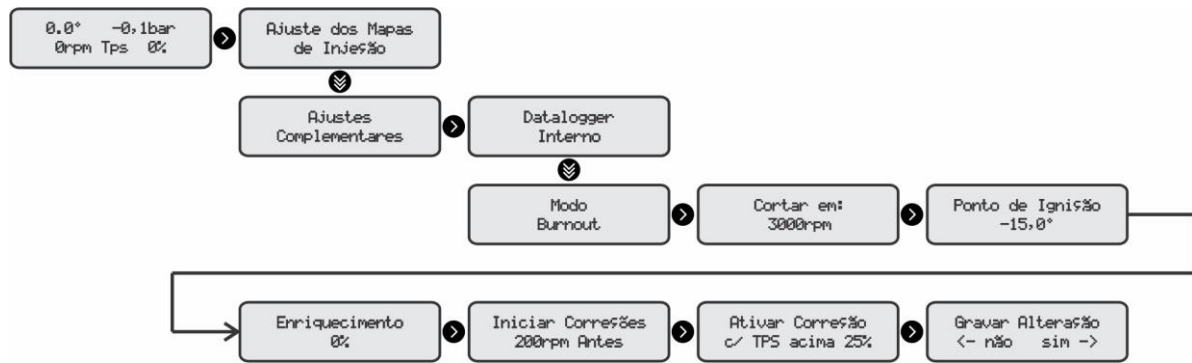 0.0° -0,1bar
0rpm Tps 0%
Ajuste dos Mapas
de Injeção
Ajustes
Complementares
Datalogger
Interno
Modo
Burnout
Cortar em:
3000rpm
Ponto de Ignição
-15,0°
Enriquecimento
0%
Iniciar Correções
200rpm Antes
Ativar Correção
c/ TPS acima 25%
Gravar Alteração
<- não sim ->